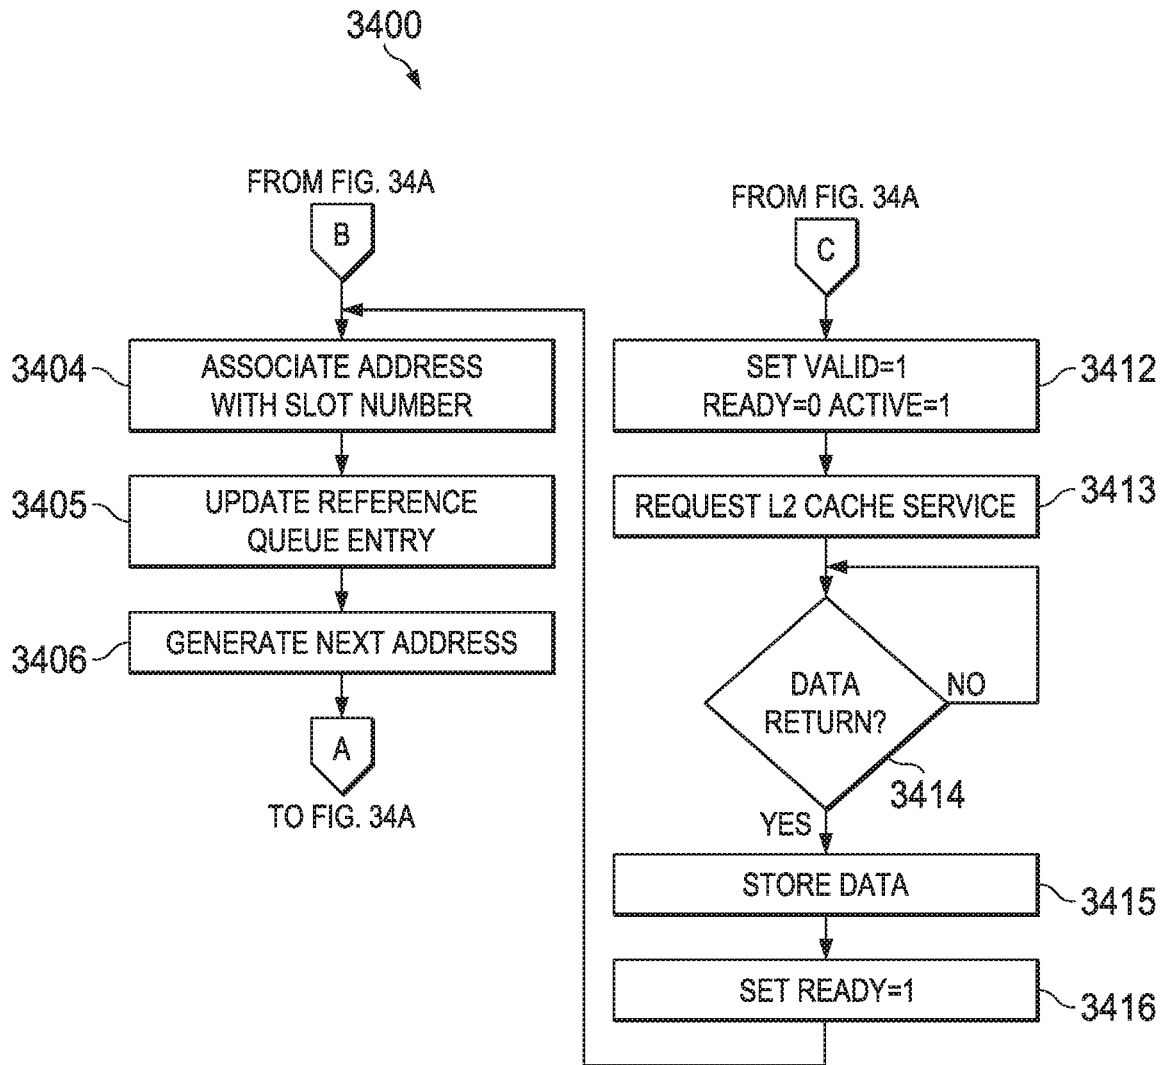 3400
FROM FIG. 34A
B
3404
ASSOCIATE ADDRESS
WITH SLOT NUMBER
3405
UPDATE REFERENCE
QUEUE ENTRY
3406
GENERATE NEXT ADDRESS
A
TO FIG. 34A
FROM FIG. 34A
C
SET VALID=1
READY=0 ACTIVE=1
3412
REQUEST L2 CACHE SERVICE
3413
DATA
RETURN?
NO
3414
YES
STORE DATA
3415
SET READY=1
3416